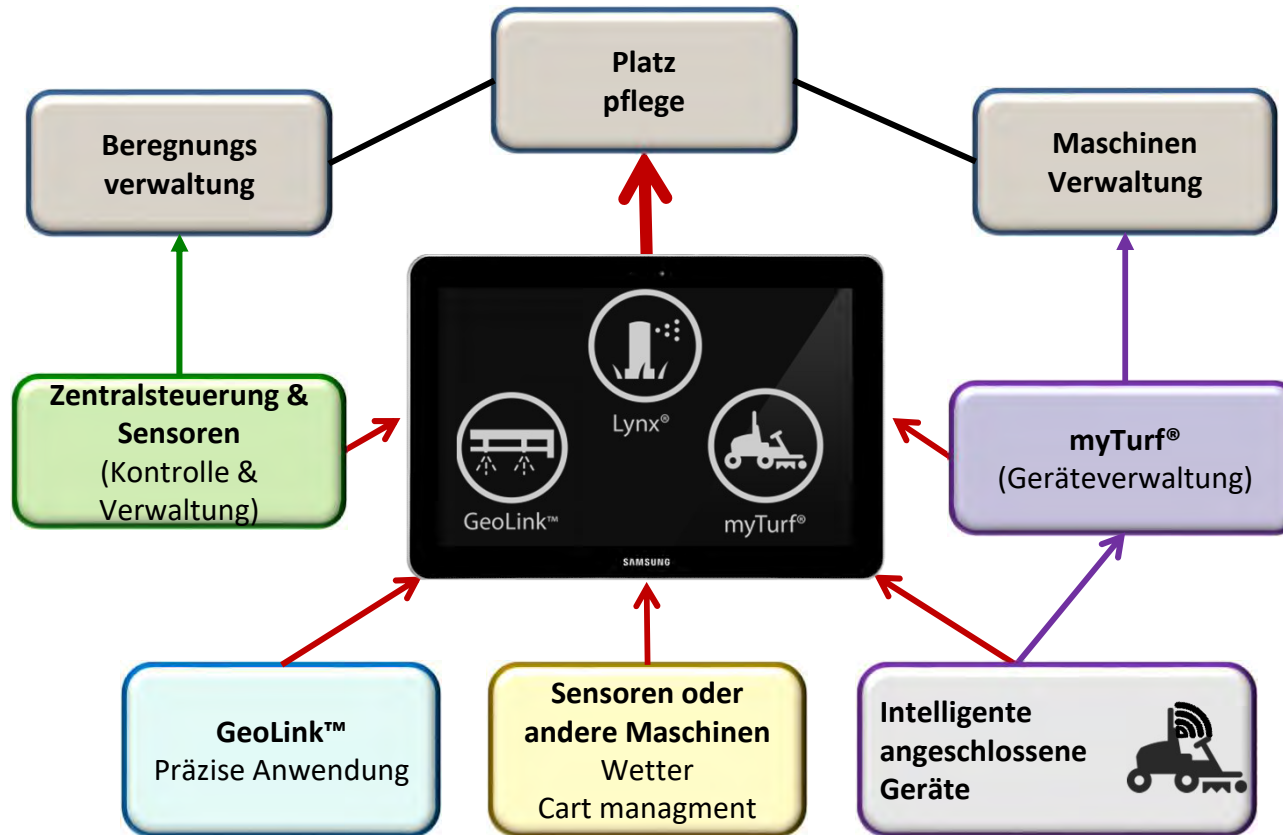 Platz
pflege
Beregnungs
verwaltung
Maschinen
Verwaltung
Zentralsteuerung &
Sensoren
(Kontrolle &
Verwaltung)
Lynx®
GeoLink™
myTurf®
SAMSUNG
myTurf®
(Geräteverwaltung)
GeoLink™
Präzise Anwendung
Sensoren oder
andere Maschinen
Wetter
Cart managment
Intelligente
angeschlossene
Geräte